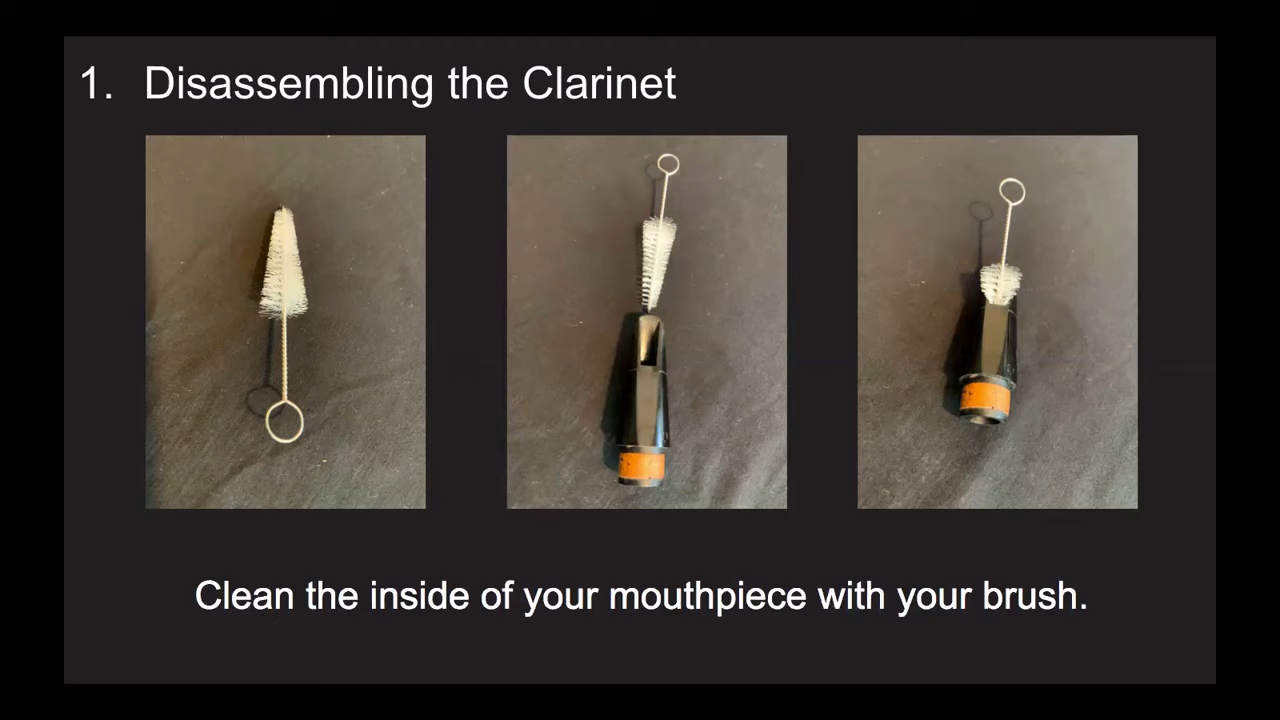 1. Disassembling the Clarinet
Clean the inside of your mouthpiece with your brush.